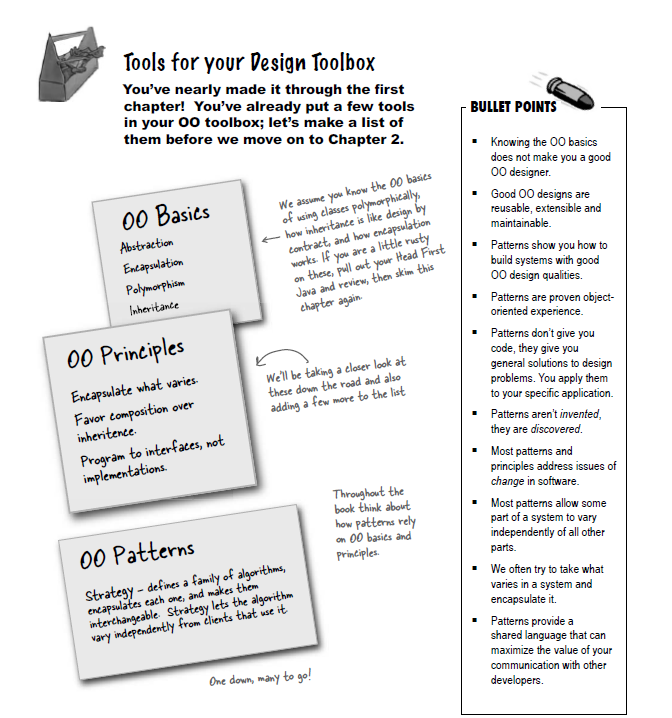 Tools for your Design Toolbox
You've nearly made it through the first
chapter! You've already put a few tools
in your OO toolbox; let's make a list of
them before we move on to Chapter 2.
OO Basics
Abstraction
Encapsulation
Polymorphism
Inheritance
We assume you know the OO basics
of using classes polymorphically,
how inheritance is like design by
contract, and how encapsulation
works. If you are a little rusty
on these, pull out your Head First
Java and review, then skim this
chapter again.
OO Principles
Encapsulate what varies.
Favor composition over
inheritence.
Program to interfaces, not
implementations.
We'll be taking a closer look at
these down the road and also
adding a few more to the list
Throughout the
book think about
how patterns rely
on OO basics and
principles.
OO Patterns
Strategy – defines a family of algorithms,
encapsulates each one, and makes them
interchangeable. Strategy lets the algorithm
vary independently from clients that use it.
One down, many to go!
BULLET POINTS
▪ Knowing the OO basics
does not make you a good
OO designer.
▪ Good OO designs are
reusable, extensible and
maintainable.
▪ Patterns show you how to
build systems with good
OO design qualities.
▪ Patterns are proven object-
oriented experience.
▪ Patterns don't give you
code, they give you
general solutions to design
problems. You apply them
to your specific application.
▪ Patterns aren't invented,
they are discovered.
▪ Most patterns and
principles address issues of
change in software.
▪ Most patterns allow some
part of a system to vary
independently of all other
parts.
▪ We often try to take what
varies in a system and
encapsulate it.
▪ Patterns provide a
shared language that can
maximize the value of your
communication with other
developers.